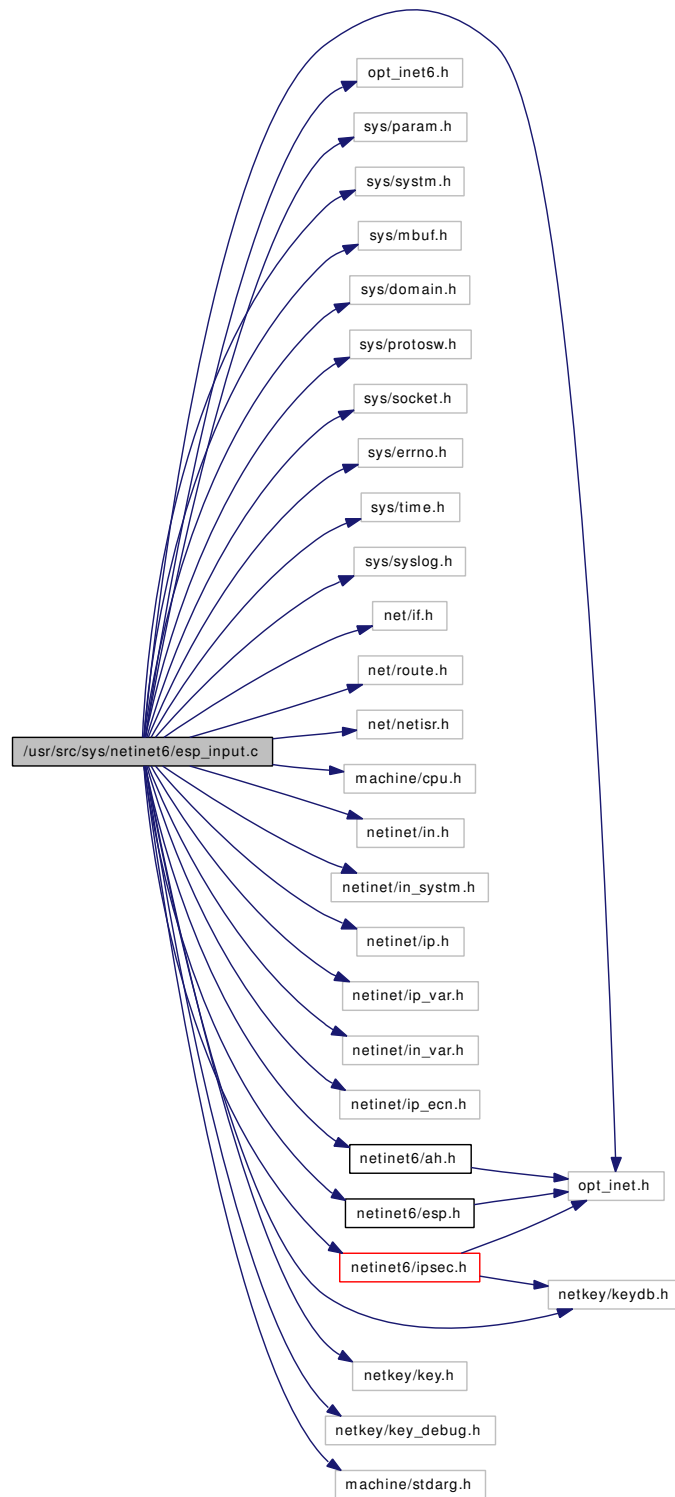 opt_inet6.h
sys/param.h
sys/systm.h
sys/mbuf.h
sys/domain.h
sys/protosw.h
sys/socket.h
sys/errno.h
sys/time.h
sys/syslog.h
net/if.h
net/route.h
net/netisr.h
/usr/src/sys/netinet6/esp_input.c
machine/cpu.h
netinet/in.h
netinet/in_systm.h
netinet/ip.h
netinet/ip_var.h
netinet/in_var.h
netinet/ip_ecn.h
netinet6/ah.h
opt_inet.h
netinet6/esp.h
netinet6/ipsec.h
netkey/keydb.h
netkey/key.h
netkey/key_debug.h
machine/stdarg.h